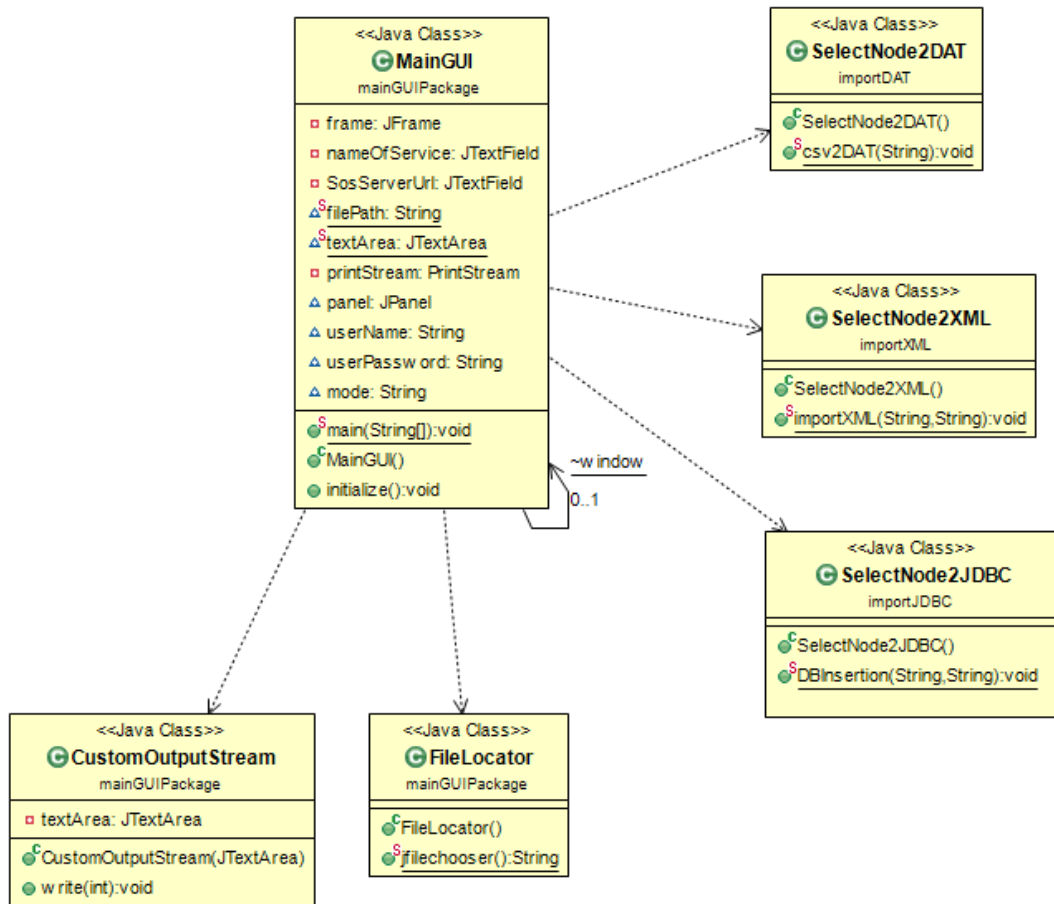 <<Java Class>>
MainGUI
mainGUIPackage
frame: JFrame
nameOfService: JTextField
SosServerUrl: JTextField
filePath: String
textArea: JTextArea
printStream: PrintStream
panel: JPanel
userName: String
userPassword: String
mode: String
main(String[]):void
MainGUI()
initialize():void
~window
0..1
<<Java Class>>
SelectNode2DAT
importDAT
SelectNode2DAT()
csv2DAT(String):void
<<Java Class>>
SelectNode2XML
importXML
SelectNode2XML()
importXML(String,String):void
<<Java Class>>
SelectNode2JDBC
importJDBC
SelectNode2JDBC()
DBInsertion(String,String):void
<<Java Class>>
CustomOutputStream
mainGUIPackage
textArea: JTextArea
CustomOutputStream(JTextArea)
write(int):void
<<Java Class>>
FileLocator
mainGUIPackage
FileLocator()
jfilechooser():String